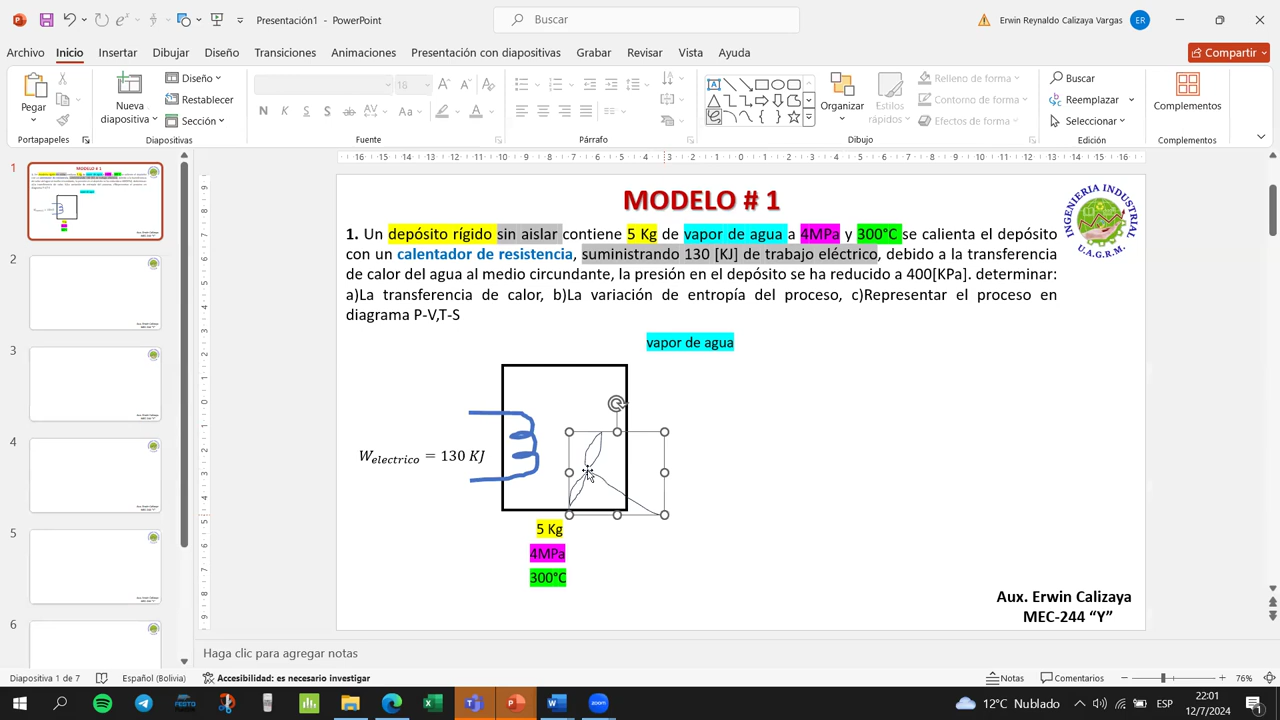 Presentación1 - PowerPoint
Buscar
Erwin Reynaldo Calizaya Vargas
ER
Archivo Inicio Insertar Dibujar Diseño Transiciones Animaciones Presentación con diapositivas Grabar Revisar Vista Ayuda
Compartir
Pegar
Nueva diapositiva
Diseño
Restablecer
Sección
Organizar
Estilos rápidos
Relleno de forma
Contorno de forma
Efectos de forma
Buscar
Reemplazar
Seleccionar
Complementos
Portapapeles Diapositivas Fuente Párrafo Dibujo Edición Complementos
MODELO # 1
INGENIERIA INDUSTRIAL
U.A.G.R.M.
1. Un depósito rígido sin aislar contiene 5 Kg de vapor de agua a 4MPa y 300°C se calienta el depósito
con un calentador de resistencia, suministrando 130 [KJ] de trabajo eléctrico, debido a la transferencia
de calor del agua al medio circundante, la presión en el depósito se ha reducido a 400[KPa]. determinar:
a)La transferencia de calor, b)La variación de entropía del proceso, c)Representar el proceso en
diagrama P-V,T-S
vapor de agua
W electrico = 130 KJ
5 Kg
4MPa
300°C
Aux. Erwin Calizaya
MEC-244 “Y”
1
2
3
4
5
6
Haga clic para agregar notas
Diapositiva 1 de 7 Español (Bolivia) Accesibilidad: es necesario investigar Notas Comentarios 76%
12°C Nublado ESP 22:01
12/7/2024